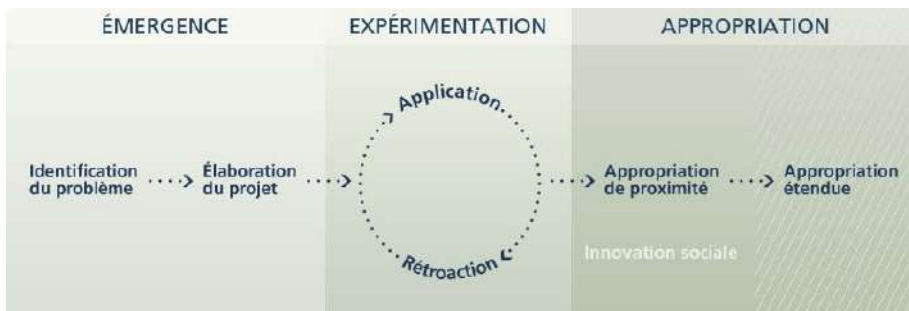 ÉMERGENCE
EXPÉRIMENTATION
APPROPRIATION
Application
Identification
du problème
Élaboration
du projet
Appropriation
de proximité
Appropriation
étendue
Rétroaction
Innovation sociale